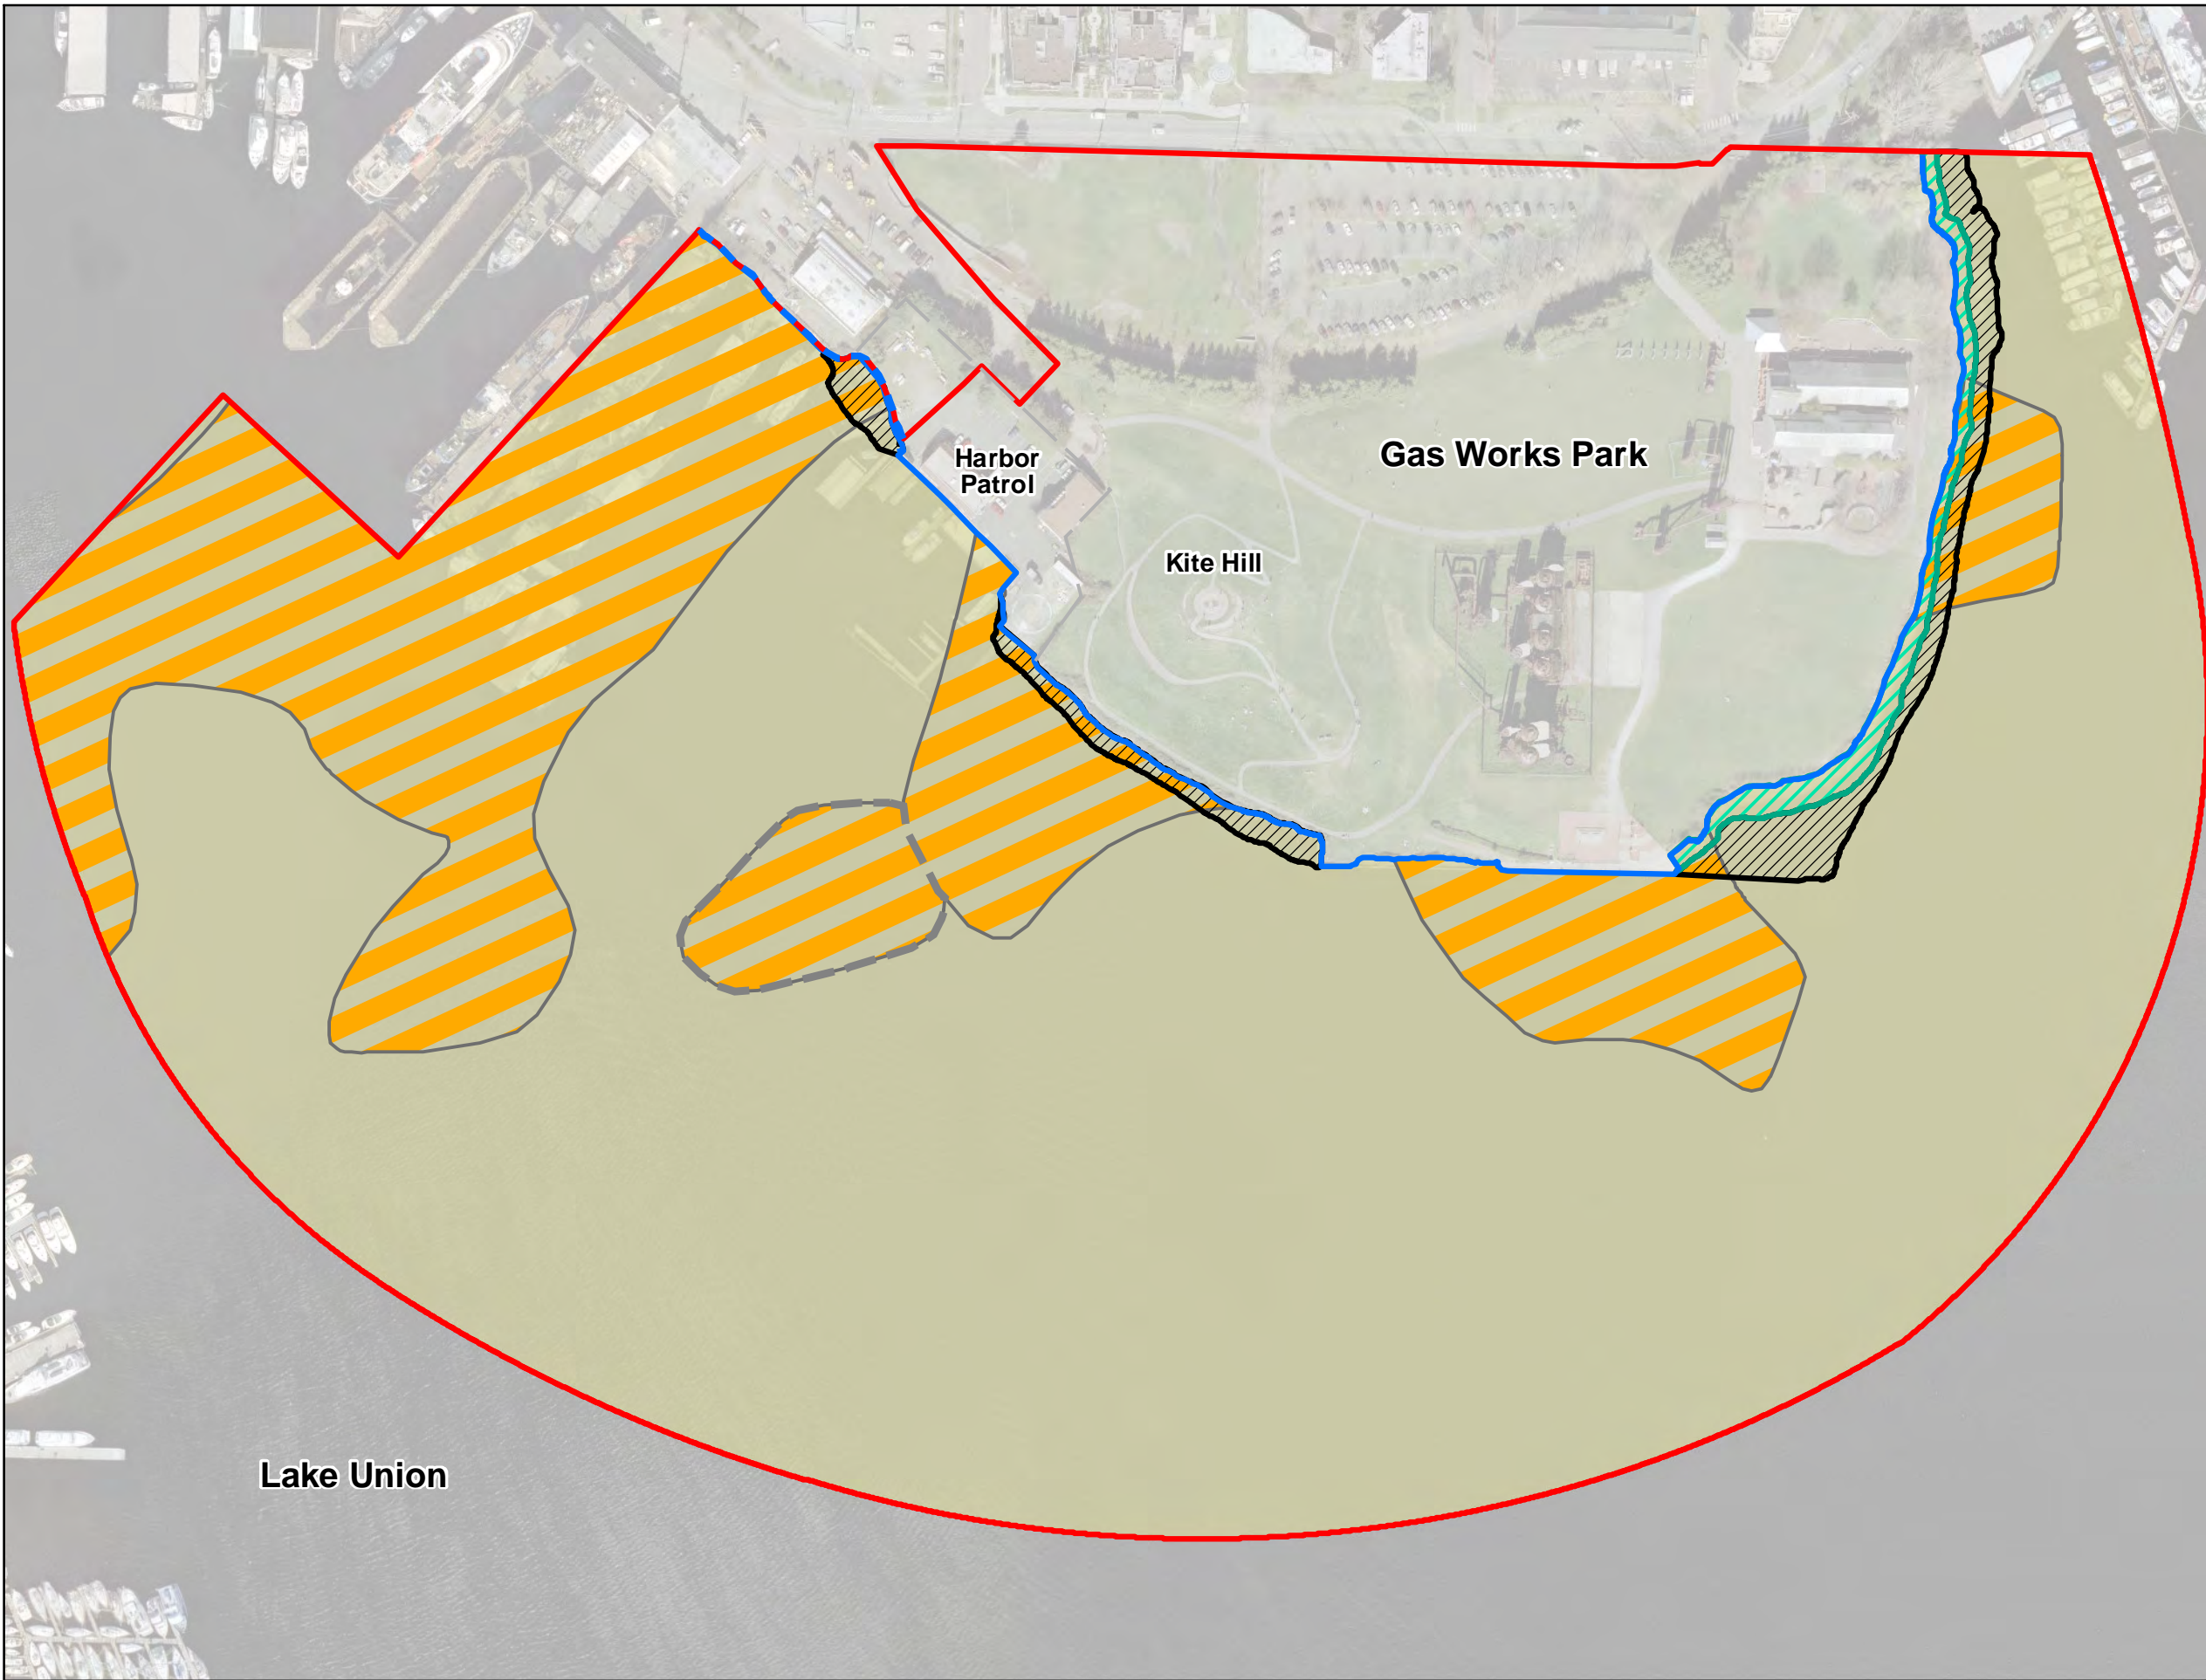 Gas Works Park
Harbor
Patrol
Kite Hill
Lake Union